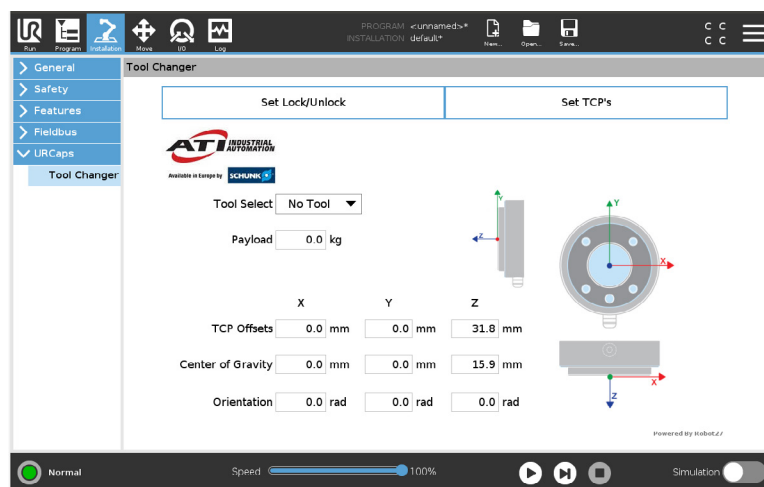 PROGRAM <unnamed>*
INSTALLATION default*
Run Program Installation Move I/O Log New... Open... Save... C C
C C
General
Safety
Features
Fieldbus
URCaps
Tool Changer
Tool Changer
Set Lock/Unlock Set TCP's
ATI INDUSTRIAL
AUTOMATION
Available in Europe by SCHUNK
Tool Select No Tool
Payload 0.0 kg
X Y Z
TCP Offsets 0.0 mm 0.0 mm 31.8 mm
Center of Gravity 0.0 mm 0.0 mm 15.9 mm
Orientation 0.0 rad 0.0 rad 0.0 rad
Y
Z
Y
X
X
Z
Powered By Robot27
Normal Speed 100% Simulation